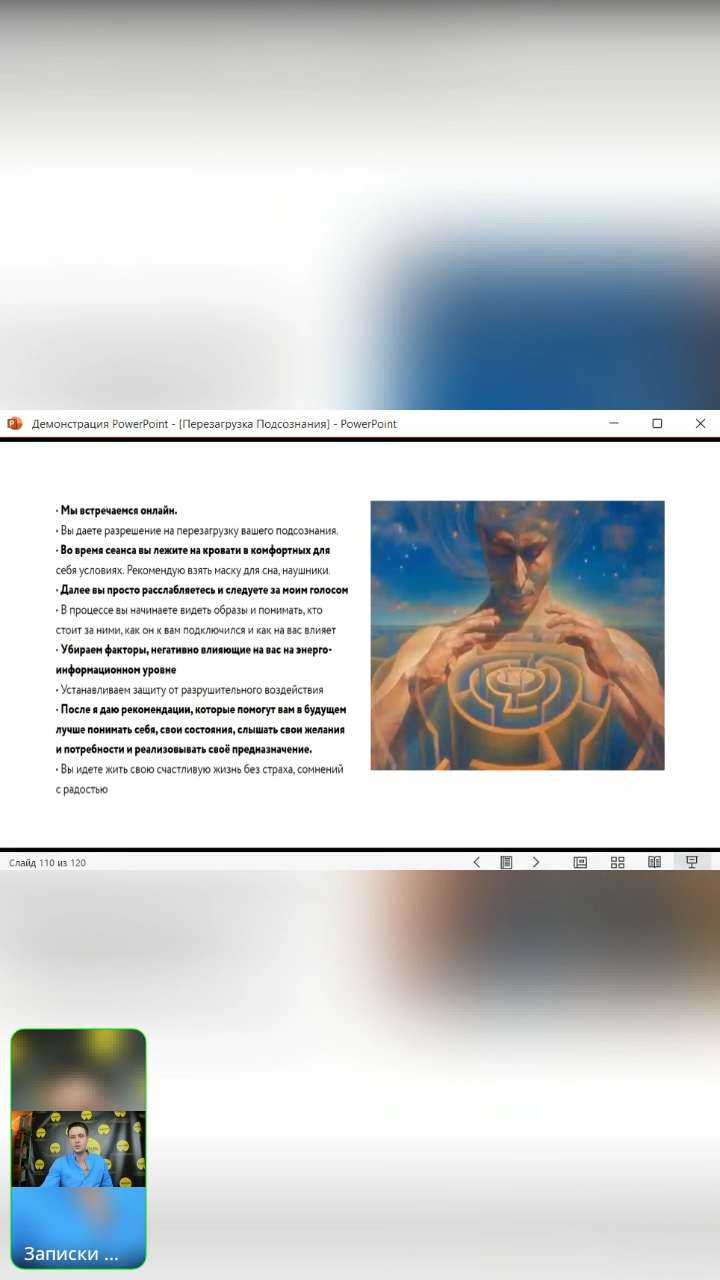 Демонстрация PowerPoint - [Перезагрузка Подсознания] - PowerPoint
• Мы встречаемся онлайн.
• Вы даете разрешение на перезагрузку вашего подсознания.
• Во время сеанса вы лежите на кровати в комфортных для
себя условиях. Рекомендую взять маску для сна, наушники.
• Далее вы просто расслабляетесь и следуете за моим голосом
• В процессе вы начинаете видеть образы и понимать, кто
стоит за ними, как он к вам подключился и как на вас влияет
• Убираем факторы, негативно влияющие на вас на энерго-
информационном уровне
• Устанавливаем защиту от разрушительного воздействия
• После я даю рекомендации, которые помогут вам в будущем
лучше понимать себя, свои состояния, слышать свои желания
и потребности и реализовывать своё предназначение.
• Вы идете жить свою счастливую жизнь без страха, сомнений
с радостью
Слайд 110 из 120
Записки ...